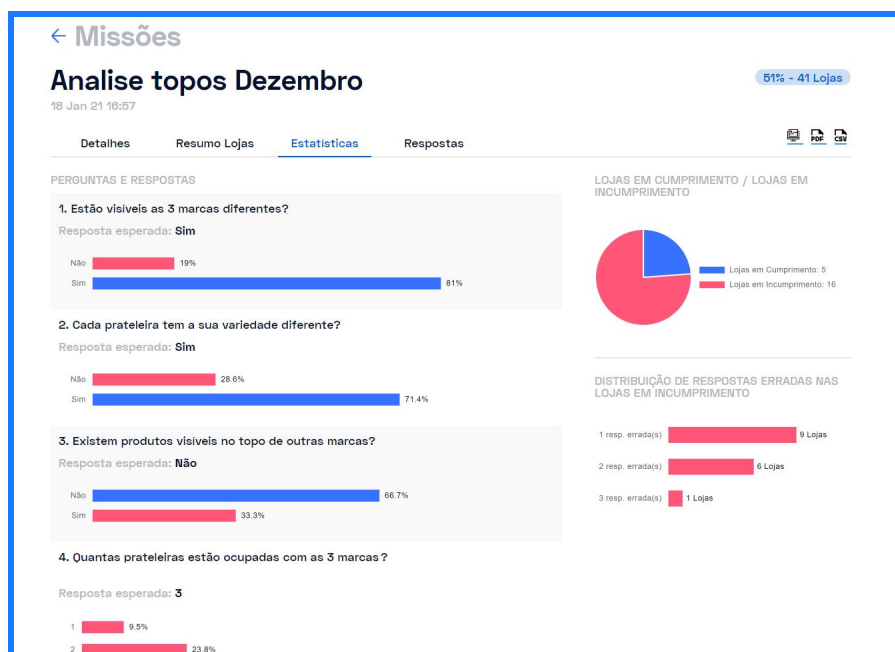 ← Missões
Analise topos Dezembro
51% - 41 Lojas
18 Jan 21 16:57
Detalhes Resumo Lojas Estatísticas Respostas
PDF CSV
PERGUNTAS E RESPOSTAS
1. Estão visíveis as 3 marcas diferentes?
Resposta esperada: Sim
Não 19%
Sim 81%
2. Cada prateleira tem a sua variedade diferente?
Resposta esperada: Sim
Não 28.6%
Sim 71.4%
3. Existem produtos visíveis no topo de outras marcas?
Resposta esperada: Não
Não 66.7%
Sim 33.3%
4. Quantas prateleiras estão ocupadas com as 3 marcas?
Resposta esperada: 3
1 9.5%
2 23.8%
LOJAS EM CUMPRIMENTO / LOJAS EM
INCUMPRIMENTO
Lojas em Cumprimento: 5
Lojas em Incumprimento: 16
DISTRIBUIÇÃO DE RESPOSTAS ERRADAS NAS
LOJAS EM INCUMPRIMENTO
1 resp. errada(s) 9 Lojas
2 resp. errada(s) 6 Lojas
3 resp. errada(s) 1 Lojas